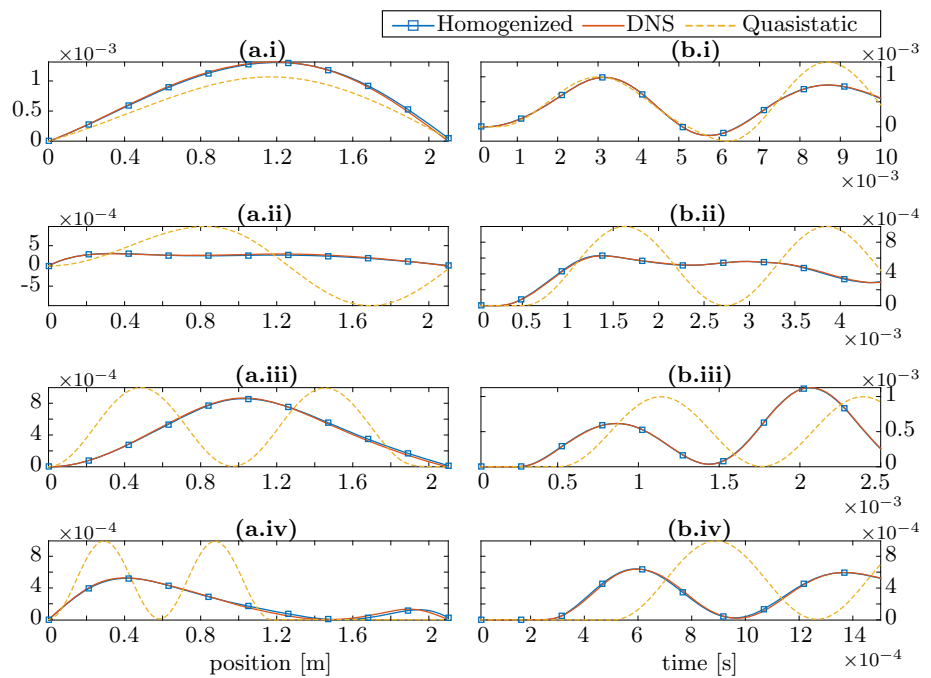 Homogenized DNS Quasistatic
×10⁻³ (a.i)
1
0.5
0
0 0.4 0.8 1.2 1.6 2
(b.i) ×10⁻³
1
0
0 1 2 3 4 5 6 7 8 9 10
×10⁻³
×10⁻⁴ (a.ii)
5
0
-5
0 0.4 0.8 1.2 1.6 2
(b.ii) ×10⁻⁴
8
4
0
0 0.5 1 1.5 2 2.5 3 3.5 4
×10⁻³
×10⁻⁴ (a.iii)
8
4
0
0 0.4 0.8 1.2 1.6 2
(b.iii) ×10⁻³
1
0.5
0
0 0.5 1 1.5 2 2.5
×10⁻³
×10⁻⁴ (a.iv)
8
4
0
0 0.4 0.8 1.2 1.6 2
position [m]
(b.iv) ×10⁻⁴
8
4
0
0 2 4 6 8 10 12 14
time [s] ×10⁻⁴